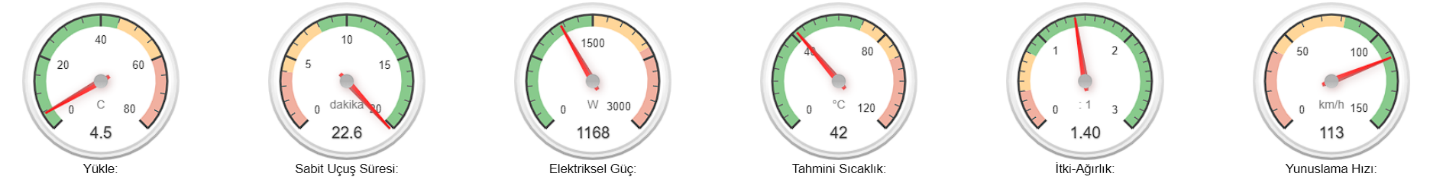 0 20 40 60 80
C
4.5
Yükle:
0 5 10 15 20
dakika
22.6
Sabit Uçuş Süresi:
0 1500 3000
W
1168
Elektriksel Güç:
0 40 80 120
°C
42
Tahmini Sıcaklık:
0 1 2 3
: 1
1.40
İtki-Ağırlık:
0 50 100 150
km/h
113
Yunuslama Hızı: